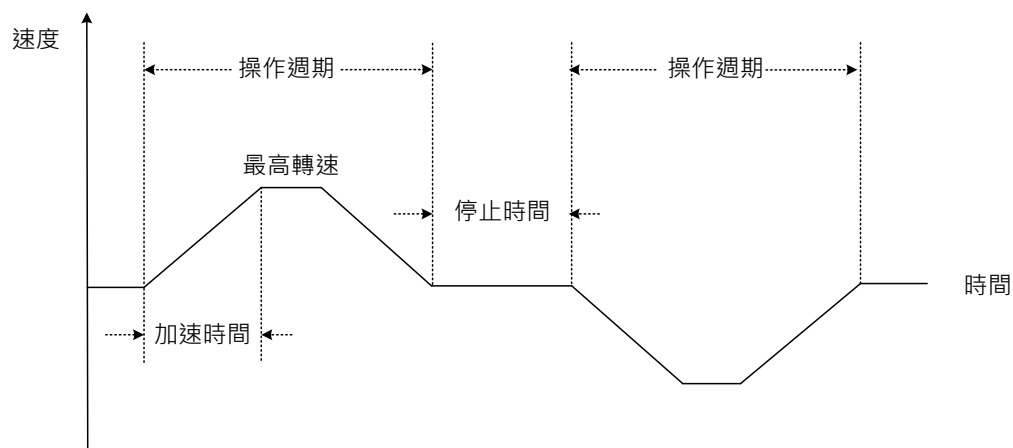 速度
操作週期
操作週期
最高轉速
停止時間
時間
加速時間